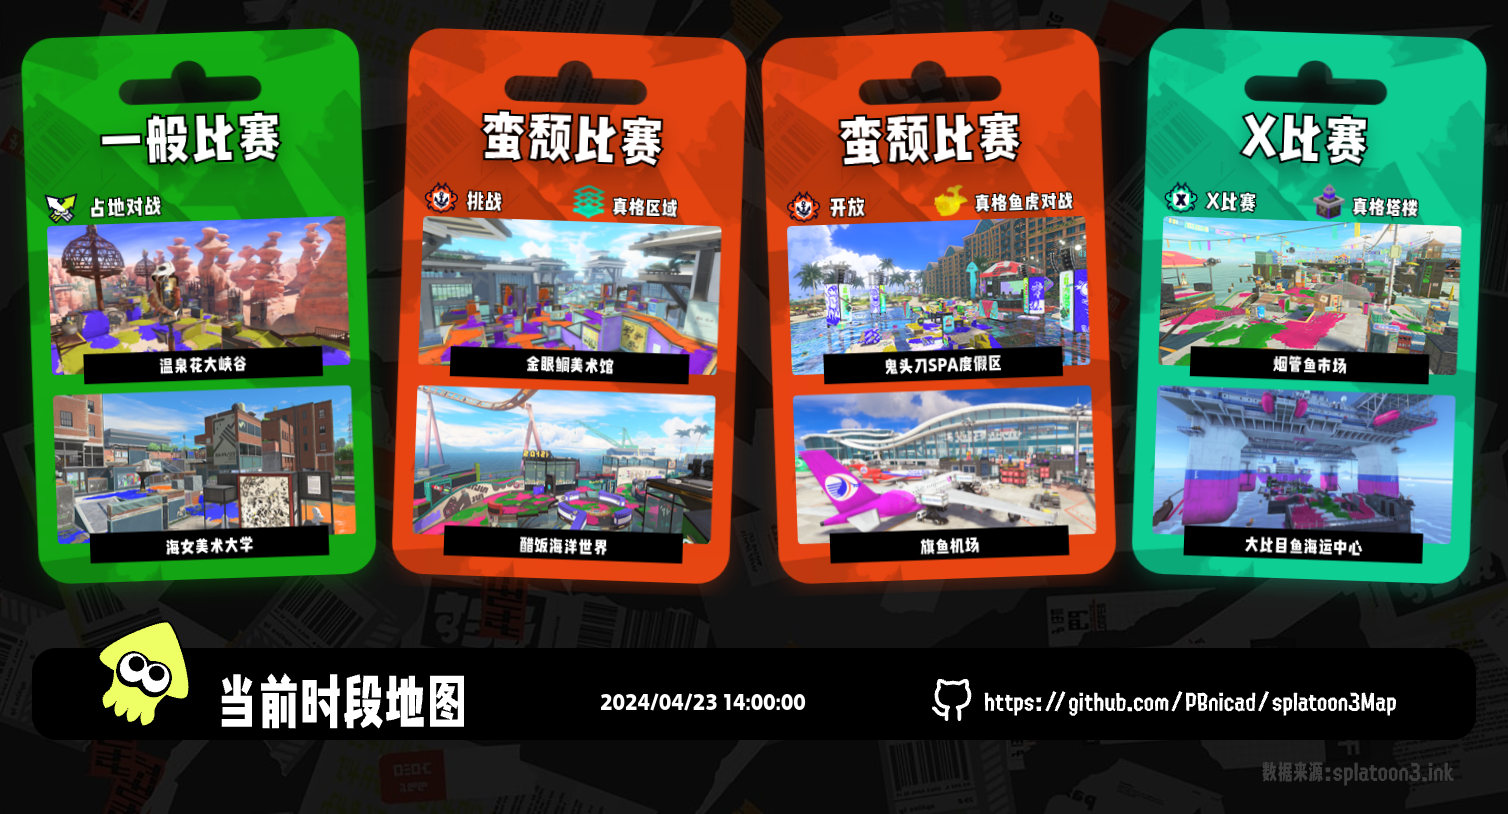 一般比赛
占地对战
温泉花大峡谷
海女美术大学
蛮颓比赛
挑战
真格区域
金眼鲷美术馆
醋饭海洋世界
蛮颓比赛
开放
真格鱼虎对战
鬼头刀SPA度假区
旗鱼机场
X比赛
X比赛
真格塔楼
烟管鱼市场
大比目鱼海运中心
当前时段地图
2024/04/23 14:00:00
https://github.com/PBnicad/splatoon3Map
数据来源:splatoon3.ink